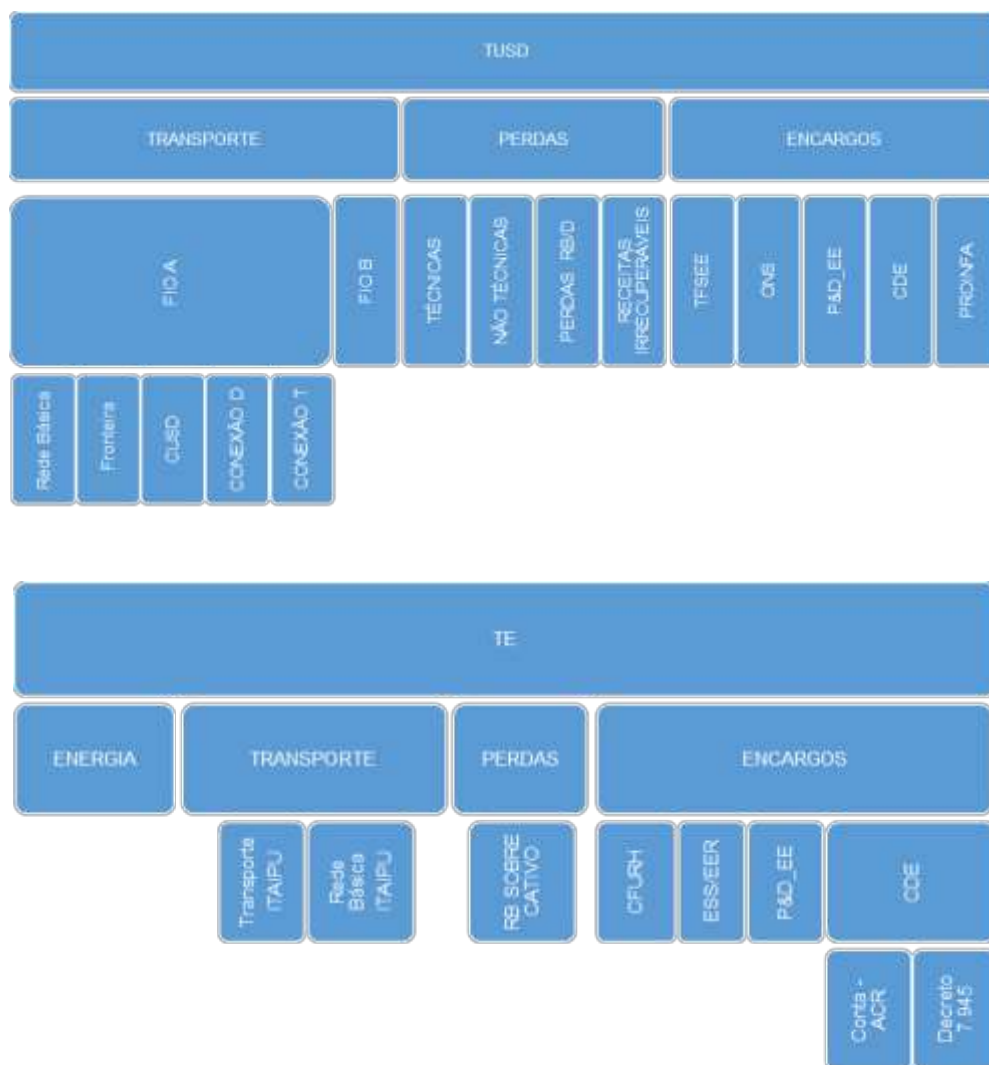 TUSD
TRANSPORTE
PERDAS
ENCARGOS
FIO A
FIO B
TÉCNICAS
NÃO TÉCNICAS
PERDAS RB/D
RECEITAS
IRRECUPERÁVEIS
TFSEE
ONS
P&D_EE
CDE
PROINFA
Rede Básica
Fronteira
CUSD
CONEXÃO D
CONEXÃO T
TE
ENERGIA
TRANSPORTE
PERDAS
ENCARGOS
Transporte
ITAIPU
Rede
Básica
ITAIPU
RB SOBRE
CATIVO
CFURH
ESS/EER
P&D_EE
CDE
Conta -
ACR
Decreto
7.945